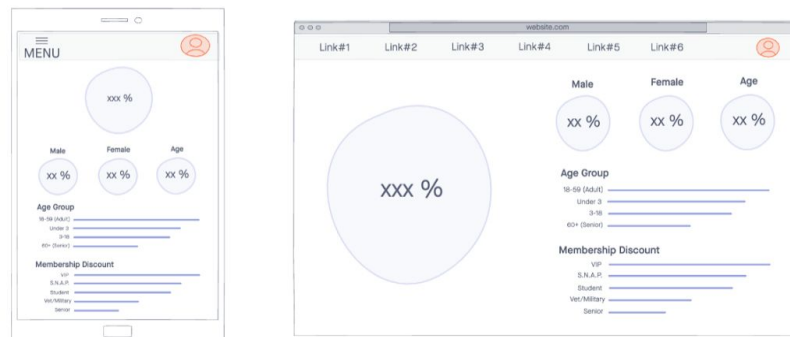 MENU
xxx %
Male Female Age
xx % xx % xx %
Age Group
18-59 (Adult)
Under 3
3-18
60+ (Senior)
Membership Discount
VIP
S.N.A.P.
Student
Vet/Military
Senior
website.com
Link#1 Link#2 Link#3 Link#4 Link#5 Link#6
xxx %
Male Female Age
xx % xx % xx %
Age Group
18-59 (Adult)
Under 3
3-18
60+ (Senior)
Membership Discount
VIP
S.N.A.P.
Student
Vet/Military
Senior